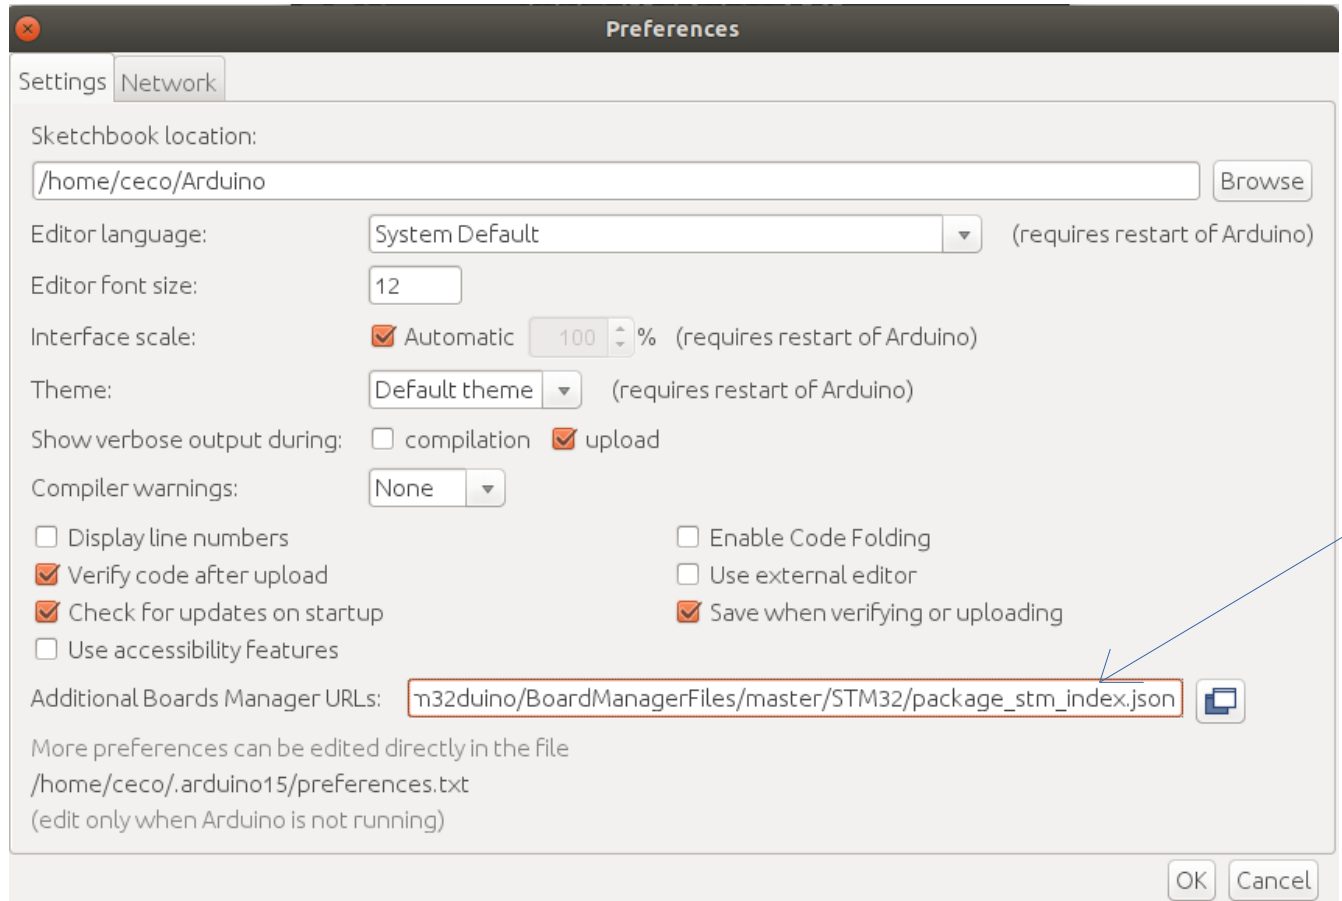 Preferences
Settings Network
Sketchbook location:
/home/ceco/Arduino Browse
Editor language: System Default (requires restart of Arduino)
Editor font size: 12
Interface scale: Automatic 100 % (requires restart of Arduino)
Theme: Default theme (requires restart of Arduino)
Show verbose output during: compilation upload
Compiler warnings: None
Display line numbers Enable Code Folding
Verify code after upload Use external editor
Check for updates on startup Save when verifying or uploading
Use accessibility features
Additional Boards Manager URLs: m32duino/BoardManagerFiles/master/STM32/package_stm_index.json
More preferences can be edited directly in the file
/home/ceco/.arduino15/preferences.txt
(edit only when Arduino is not running)
OK Cancel